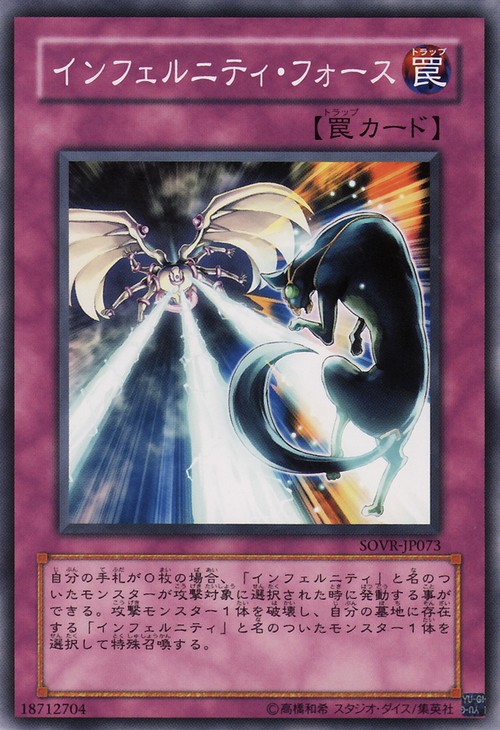 インフェルニティ・フォース
トラップ
罠
トラップ
【罠カード】
SOVR-JP073
自分の手札が０枚の場合、「インフェルニティ」と名のつ
いたモンスターが攻撃対象に選択された時に発動する事が
できる。攻撃モンスター１体を破壊し、自分の墓地に存在
する「インフェルニティ」と名のついたモンスター１体を
選択して特殊召喚する。
18712704
©高橋和希 スタジオ・ダイス/集英社